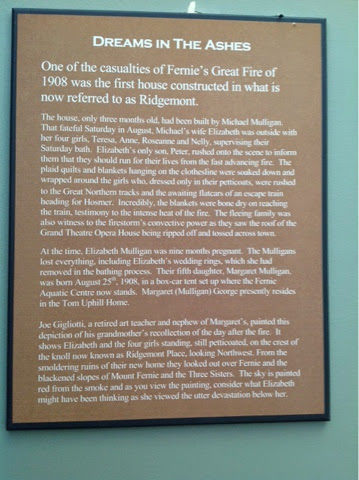 DREAMS IN THE ASHES
One of the casualties of Fernie's Great Fire of
1908 was the first house constructed in what is
now referred to as Ridgemont.
The house, only three months old, had been built by Michael Mulligan.
That fateful Saturday in August, Michael's wife Elizabeth was outside with
her four girls, Teresa, Anne, Roseanne and Nelly, supervising their
Saturday bath. Elizabeth's only son, Peter, rushed onto the scene to inform
them that they should run for their lives from the fast advancing fire. The
plaid quilts and blankets hanging on the clothesline were soaked down and
wrapped around the girls who, dressed only in their petticoats, were rushed
to the Great Northern tracks and the awaiting flatcars of an escape train
heading for Hosmer. Incredibly, the blankets were bone dry on reaching
the train, testimony to the intense heat of the fire. The fleeing family was
also witness to the firestorm's convective power as they saw the roof of the
Grand Theatre Opera House being ripped off and tossed across town.
At the time, Elizabeth Mulligan was nine months pregnant. The Mulligans
lost everything, including Elizabeth's wedding rings, which she had
removed in the bathing process. Their fifth daughter, Margaret Mulligan,
was born August 25th, 1908, in a box-car tent set up where the Fernie
Aquatic Centre now stands. Margaret (Mulligan) George presently resides
in the Tom Uphill Home.
Joe Gigliotti, a retired art teacher and nephew of Margaret's, painted this
depiction of his grandmother's recollection of the day after the fire. It
shows Elizabeth and the four girls standing, still petticoated, on the crest of
the knoll now known as Ridgemont Place, looking Northwest. From the
smoldering ruins of their new home they looked out over Fernie and the
blackened slopes of Mount Fernie and the Three Sisters. The sky is painted
red from the smoke and as you view the painting, consider what Elizabeth
might have been thinking as she viewed the utter devastation below her.